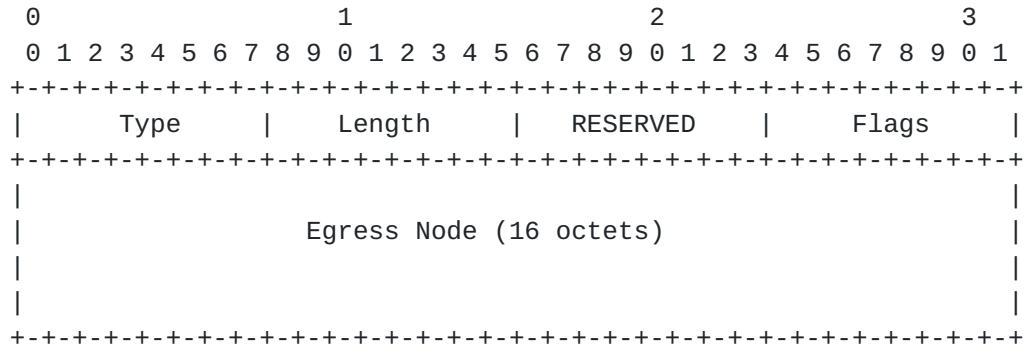 0                   1                   2                   3
0 1 2 3 4 5 6 7 8 9 0 1 2 3 4 5 6 7 8 9 0 1 2 3 4 5 6 7 8 9 0 1
+-+-+-+-+-+-+-+-+-+-+-+-+-+-+-+-+-+-+-+-+-+-+-+-+-+-+-+-+-+-+-+-+
|      Type     |    Length     |   RESERVED    |     Flags     |
+-+-+-+-+-+-+-+-+-+-+-+-+-+-+-+-+-+-+-+-+-+-+-+-+-+-+-+-+-+-+-+-+
|                                                               |
|                  Egress Node (16 octets)                      |
|                                                               |
|                                                               |
+-+-+-+-+-+-+-+-+-+-+-+-+-+-+-+-+-+-+-+-+-+-+-+-+-+-+-+-+-+-+-+-+